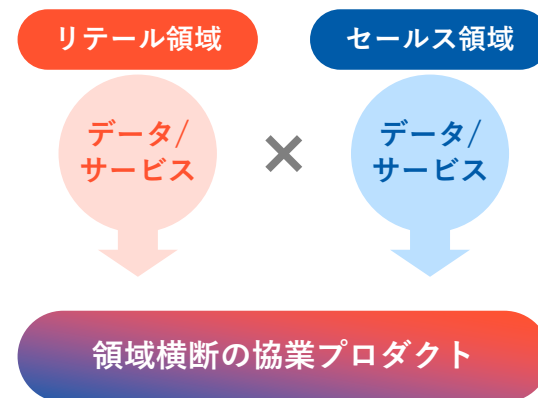 リテール領域
セールス領域
データ/
サービス
×
データ/
サービス
領域横断の協業プロダクト